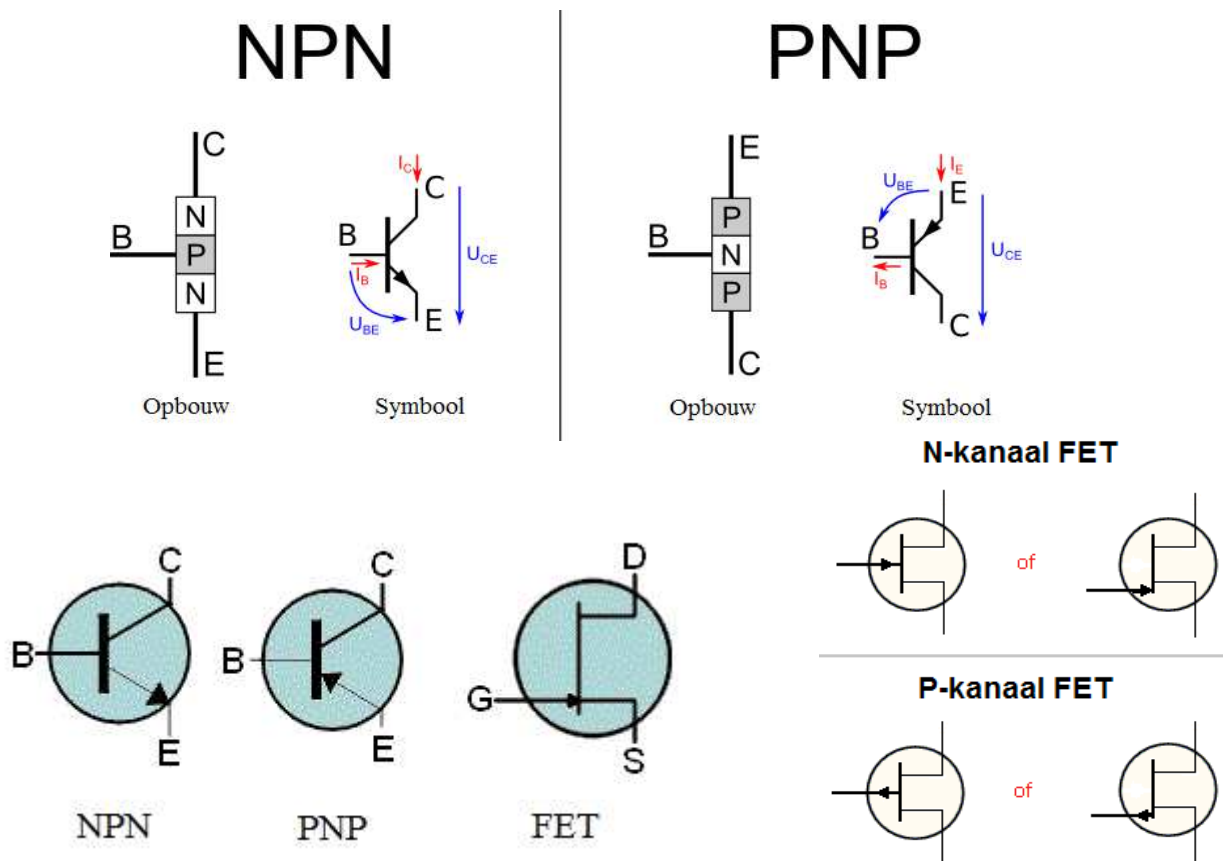 NPN
PNP
C
N
B
P
N
E
Opbouw
I_C
C
B
I_B
U_BE
E
U_CE
Symbool
E
P
B
N
P
C
Opbouw
I_E
E
U_BE
B
I_B
U_CE
C
Symbool
C
B
E
NPN
C
B
E
PNP
D
G
S
FET
N-kanaal FET
of
P-kanaal FET
of